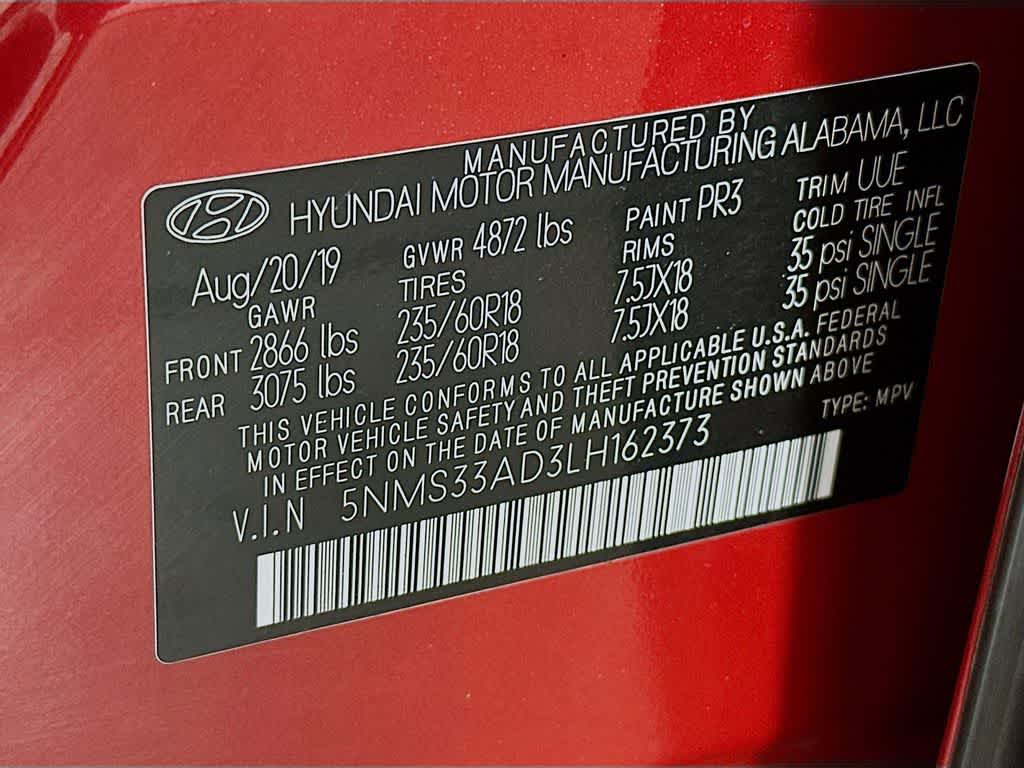 MANUFACTURED BY
HYUNDAI MOTOR MANUFACTURING ALABAMA, LLC
Aug/20/19 GVWR 4872 lbs PAINT PR3 TRIM UUE
GAWR TIRES RIMS COLD TIRE INFL
FRONT 2866 lbs 235/60R18 7.5JX18 35 psi SINGLE
REAR 3075 lbs 235/60R18 7.5JX18 35 psi SINGLE
THIS VEHICLE CONFORMS TO ALL APPLICABLE U.S.A. FEDERAL
MOTOR VEHICLE SAFETY AND THEFT PREVENTION STANDARDS
IN EFFECT ON THE DATE OF MANUFACTURE SHOWN ABOVE
V.I.N 5NMS33AD3LH162373 TYPE: MPV